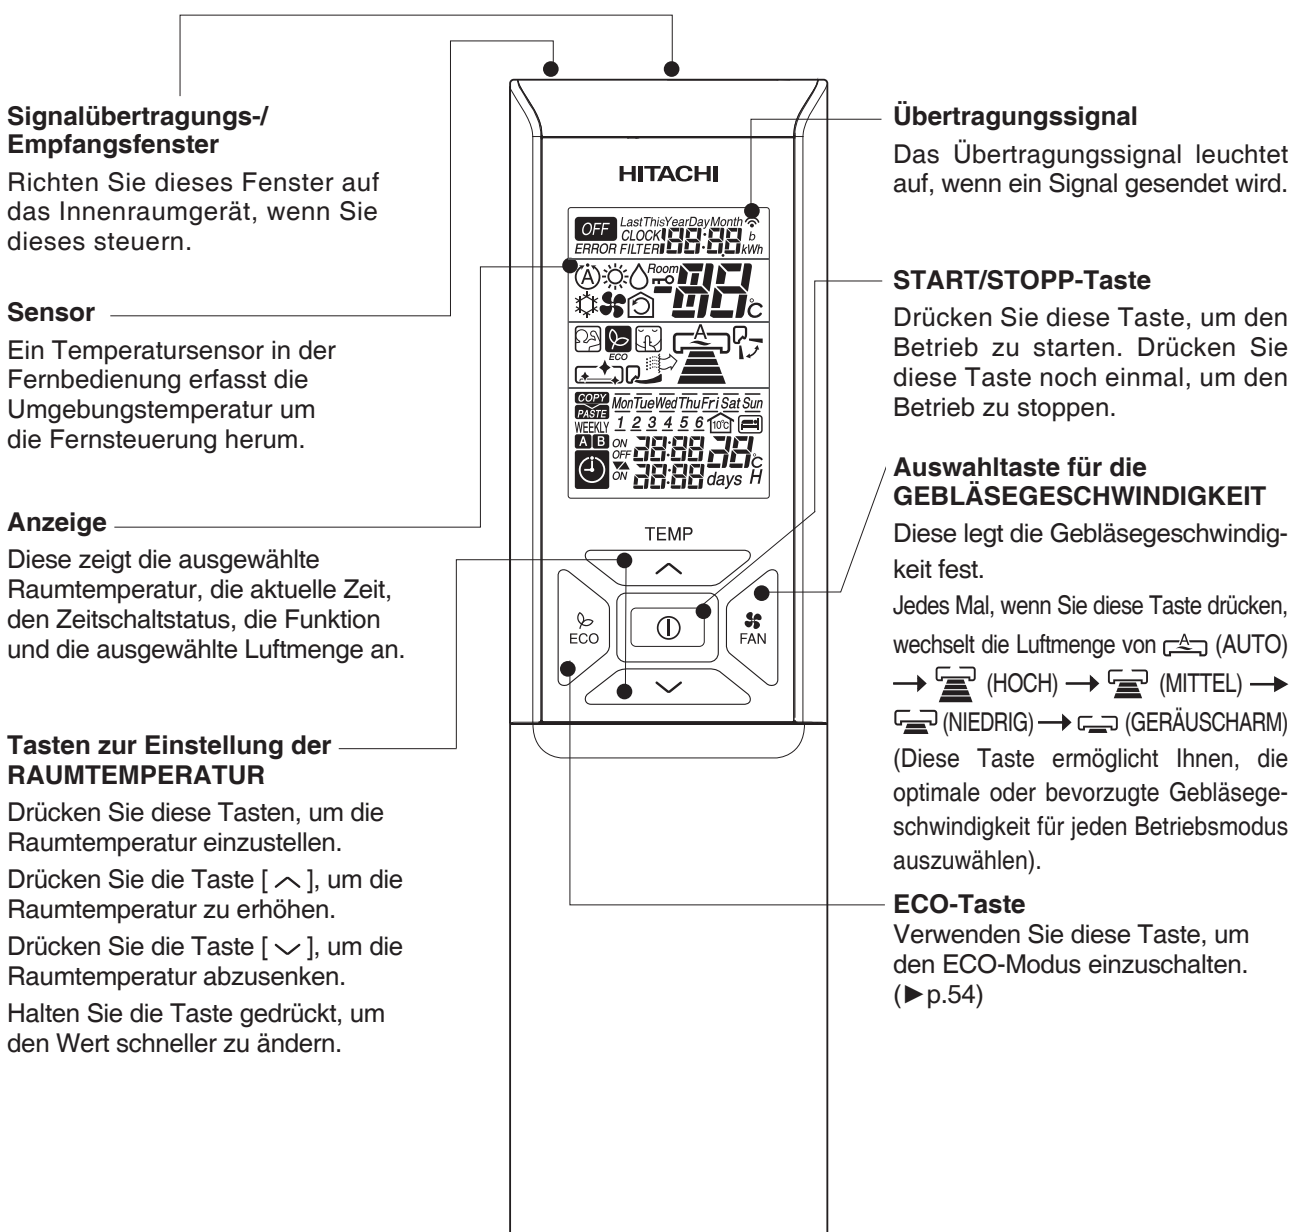 Signalübertragungs-/
Empfangsfenster
Richten Sie dieses Fenster auf
das Innenraumgerät, wenn Sie
dieses steuern.
Sensor
Ein Temperatursensor in der
Fernbedienung erfasst die
Umgebungstemperatur um
die Fernsteuerung herum.
Anzeige
Diese zeigt die ausgewählte
Raumtemperatur, die aktuelle Zeit,
den Zeitschaltstatus, die Funktion
und die ausgewählte Luftmenge an.
Tasten zur Einstellung der
RAUMTEMPERATUR
Drücken Sie diese Tasten, um die
Raumtemperatur einzustellen.
Drücken Sie die Taste [ ︿ ], um die
Raumtemperatur zu erhöhen.
Drücken Sie die Taste [ ﹀ ], um die
Raumtemperatur abzusenken.
Halten Sie die Taste gedrückt, um
den Wert schneller zu ändern.
HITACHI
OFF LastThisYearDayMonth
CLOCK 188:88 b
ERROR FILTER kWh
A Room -88 °C
A
ECO
COPY Mon Tue Wed Thu Fri Sat Sun
PASTE
WEEKLY 1 2 3 4 5 6 10°C
A B ON 38:88 38 °C
OFF
ON 38:88 days H
TEMP
ECO
FAN
Übertragungssignal
Das Übertragungssignal leuchtet
auf, wenn ein Signal gesendet wird.
START/STOPP-Taste
Drücken Sie diese Taste, um den
Betrieb zu starten. Drücken Sie
diese Taste noch einmal, um den
Betrieb zu stoppen.
Auswahltaste für die
GEBLÄSEGESCHWINDIGKEIT
Diese legt die Gebläsegeschwindig-
keit fest.
Jedes Mal, wenn Sie diese Taste drücken,
wechselt die Luftmenge von A (AUTO)
→ (HOCH) → (MITTEL) →
(NIEDRIG) → (GERÄUSCHARM)
(Diese Taste ermöglicht Ihnen, die
optimale oder bevorzugte Gebläsege-
schwindigkeit für jeden Betriebsmodus
auszuwählen).
ECO-Taste
Verwenden Sie diese Taste, um
den ECO-Modus einzuschalten.
(►p.54)